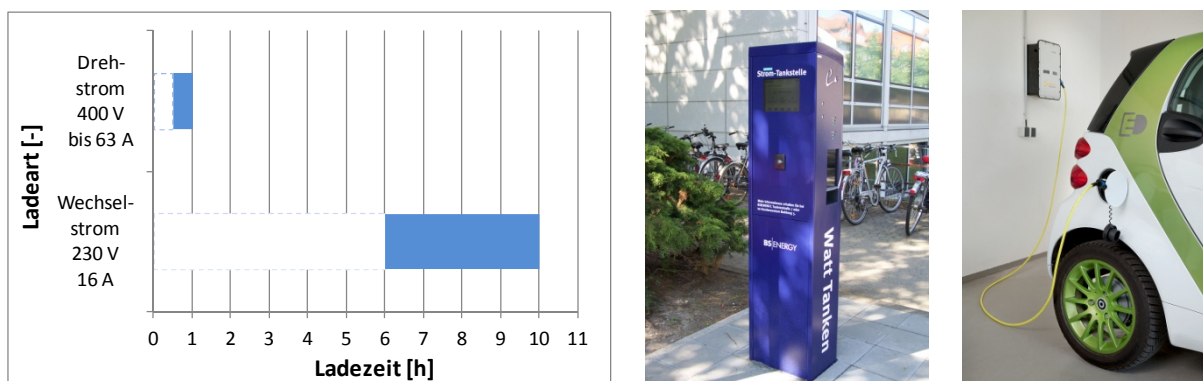 Ladeart [-]
Dreh-
strom
400 V
bis 63 A
Wechsel-
strom
230 V
16 A
0 1 2 3 4 5 6 7 8 9 10 11
Ladezeit [h]
Strom-Tankstelle
BS|ENERGY
Watt Tanken